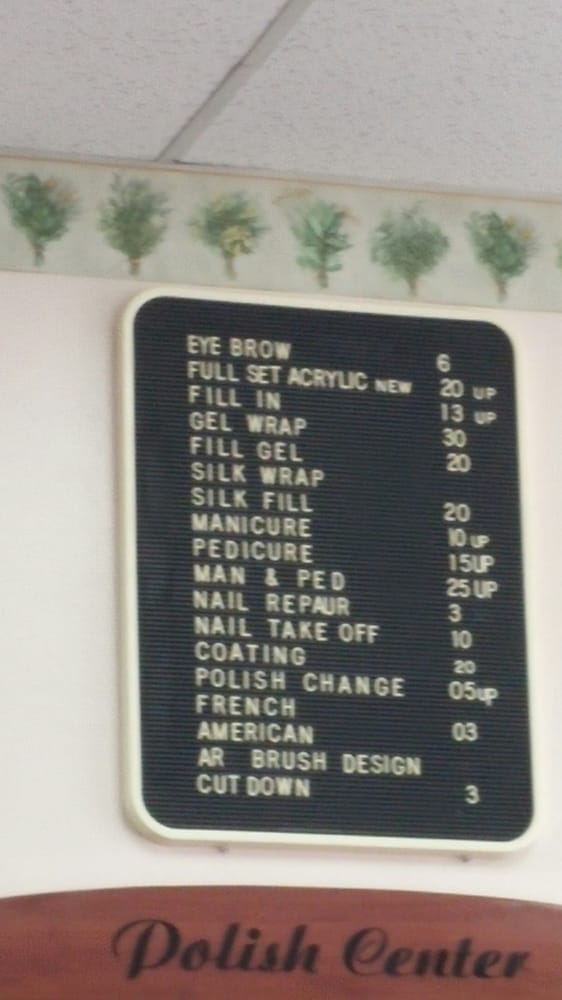 EYE BROW 6
FULL SET ACRYLIC NEW 20 UP
FILL IN 13 UP
GEL WRAP 30
FILL GEL 20
SILK WRAP
SILK FILL 20
MANICURE 10 UP
PEDICURE 15UP
MAN & PED 25UP
NAIL REPAUR 3
NAIL TAKE OFF 10
COATING 20
POLISH CHANGE 05up
FRENCH
AMERICAN 03
AR BRUSH DESIGN
CUT DOWN 3
Polish Center